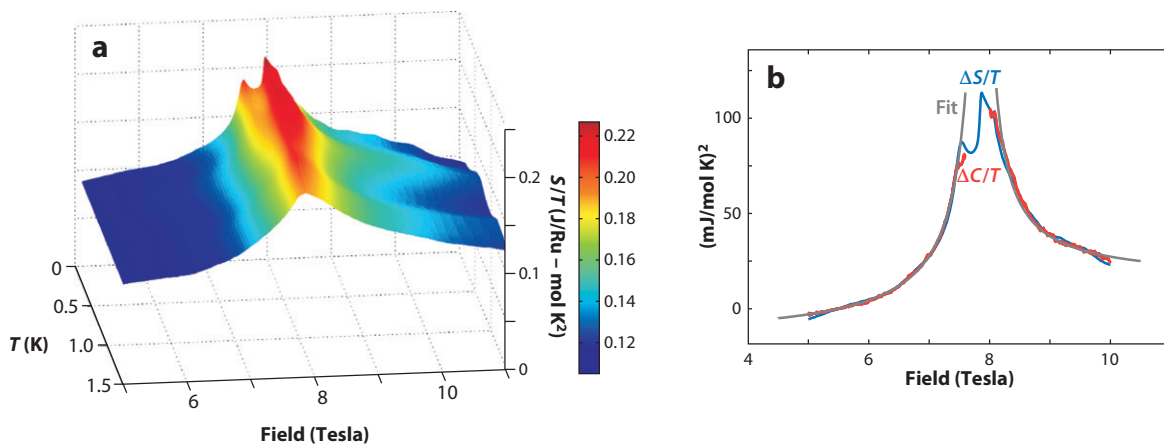 a
0
0.5
1.0
1.5
T (K)
4
6
8
10
Field (Tesla)
0.2
0.1
0
S/T (J/Ru – mol K²)
0.22
0.20
0.18
0.16
0.14
0.12
b
ΔS/T
Fit
ΔC/T
100
50
0
(mJ/mol K)²
4
6
8
10
Field (Tesla)